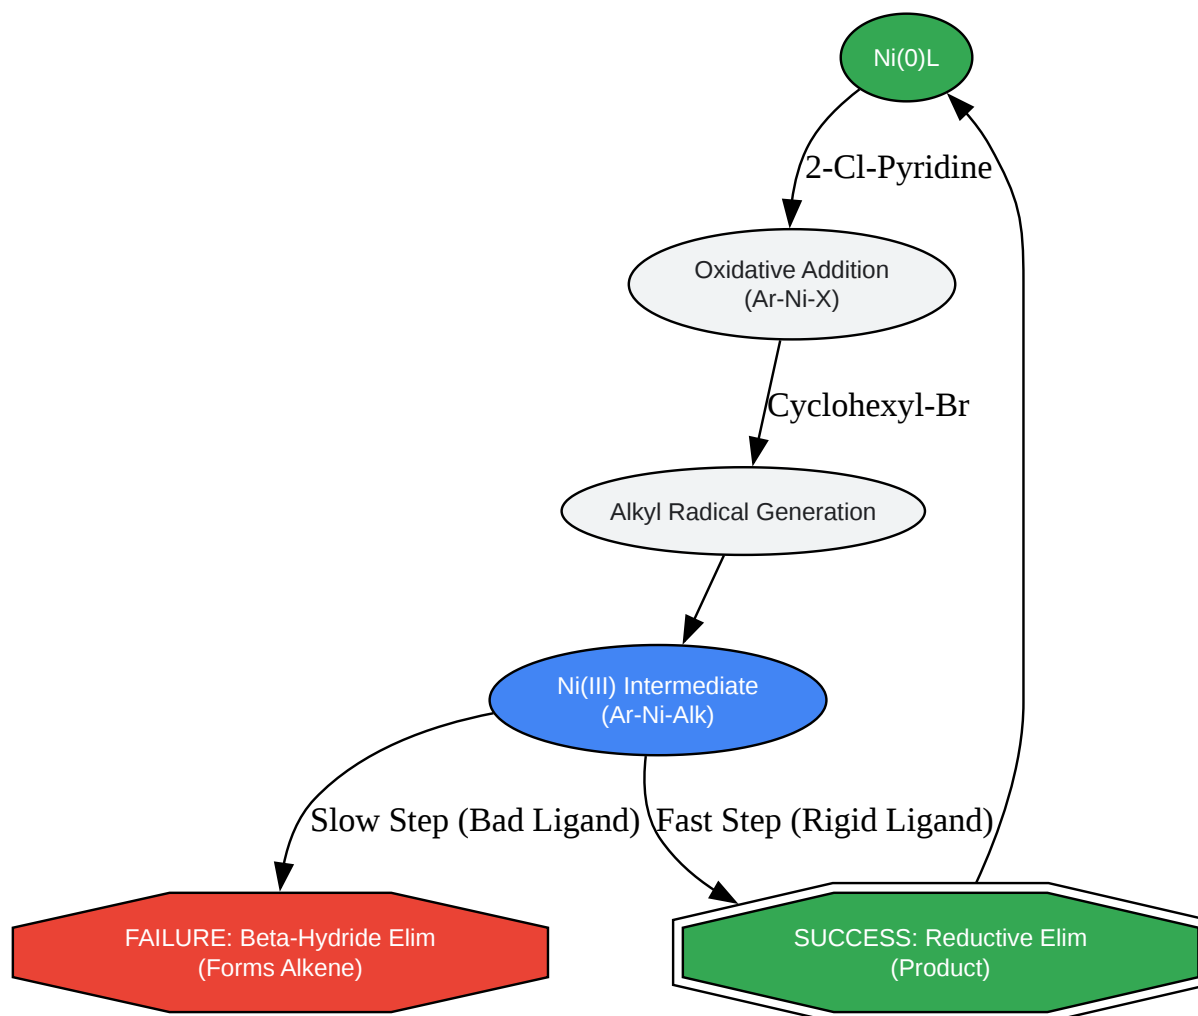 Ni(0)L
2-Cl-Pyridine
Oxidative Addition
(Ar-Ni-X)
Cyclohexyl-Br
Alkyl Radical Generation
Ni(III) Intermediate
(Ar-Ni-Alk)
Slow Step (Bad Ligand)
Fast Step (Rigid Ligand)
FAILURE: Beta-Hydride Elim
(Forms Alkene)
SUCCESS: Reductive Elim
(Product)